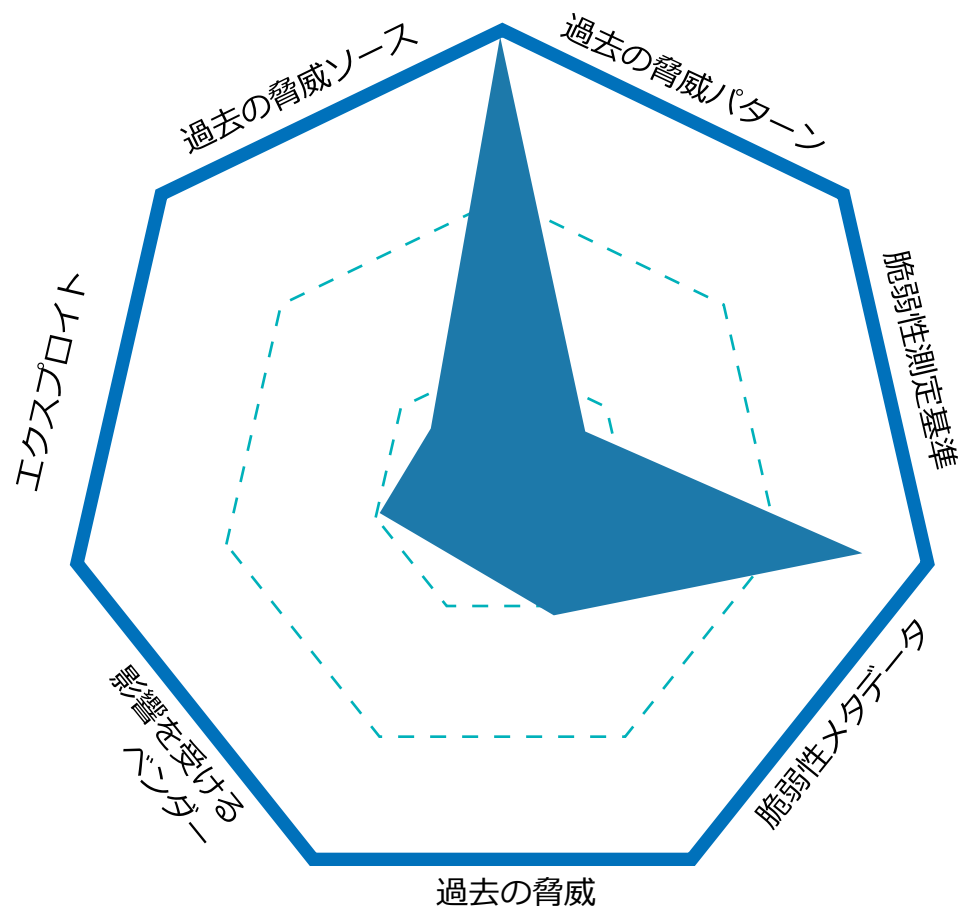 過去の脅威ソース
過去の脅威パターン
脆弱性測定基準
エクスプロイト
脆弱性メタデータ
影響を受ける
ベンダー
過去の脅威